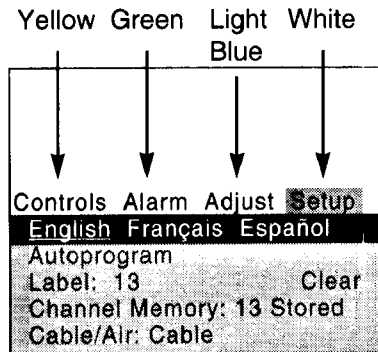 Yellow Green Light Blue White
Controls Alarm Adjust Setup
English Français Español
Autoprogram
Label: 13 Clear
Channel Memory: 13 Stored
Cable/Air: Cable